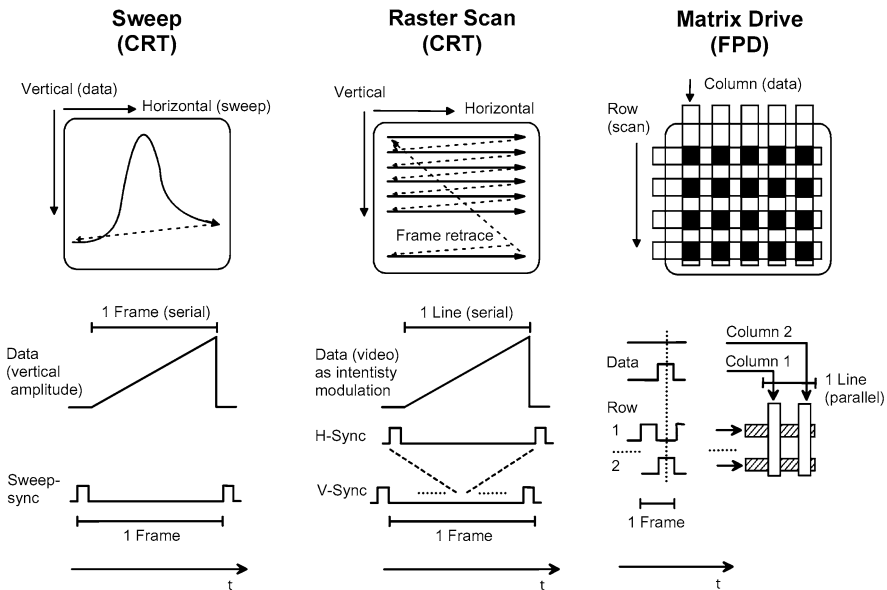 Sweep
(CRT)
Vertical (data)
Horizontal (sweep)
1 Frame (serial)
Data
(vertical
amplitude)
Sweep-
sync
1 Frame
t
Raster Scan
(CRT)
Vertical
Horizontal
Frame retrace
1 Line (serial)
Data (video)
as intentisty
modulation
H-Sync
V-Sync
1 Frame
t
Matrix Drive
(FPD)
Column (data)
Row
(scan)
Data
Row
1
2
1 Frame
Column 2
Column 1
1 Line
(parallel)
t